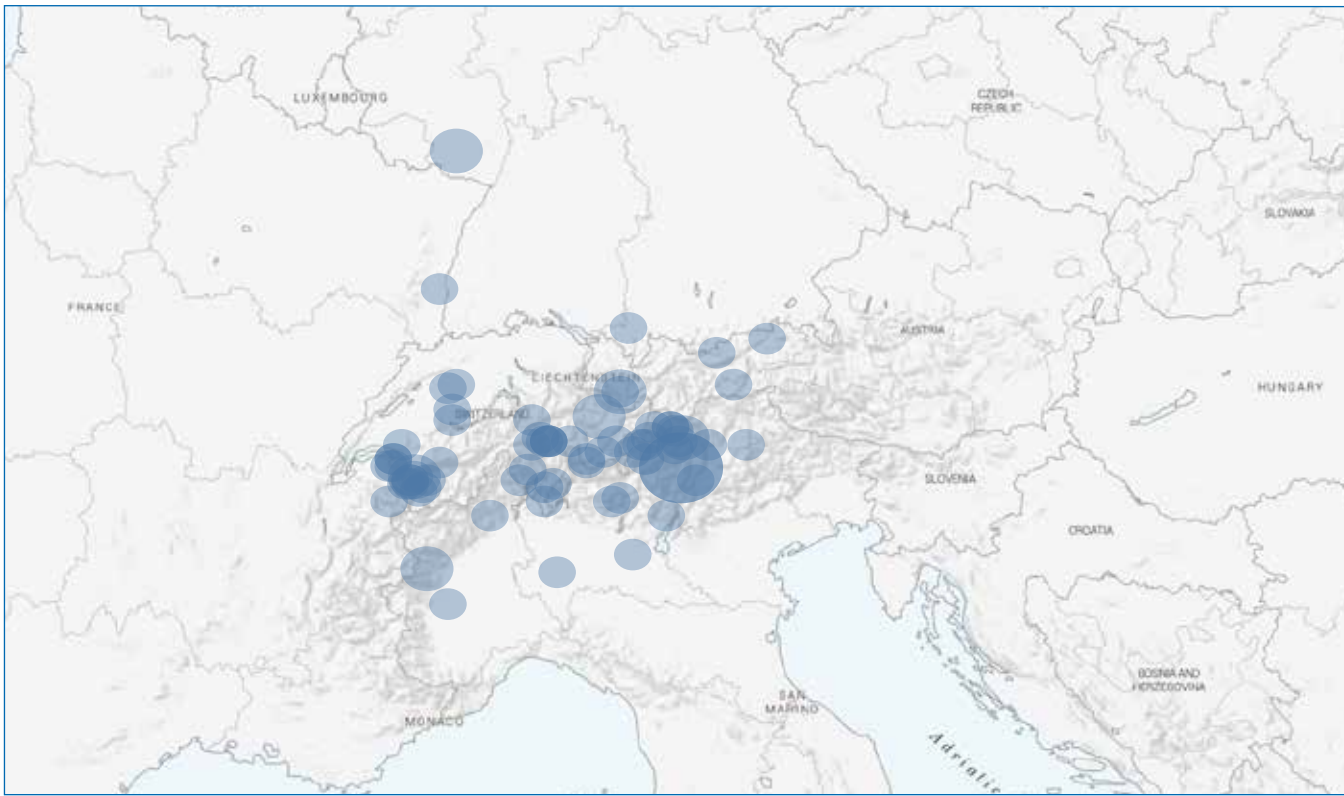 LUXEMBOURG
CZECH
REPUBLIC
SLOVAKIA
FRANCE
AUSTRIA
LIECHTENSTEIN
HUNGARY
SWITZERLAND
SLOVENIA
CROATIA
BOSNIA AND
HERZEGOVINA
SAN
MARINO
MONACO
Adriatic